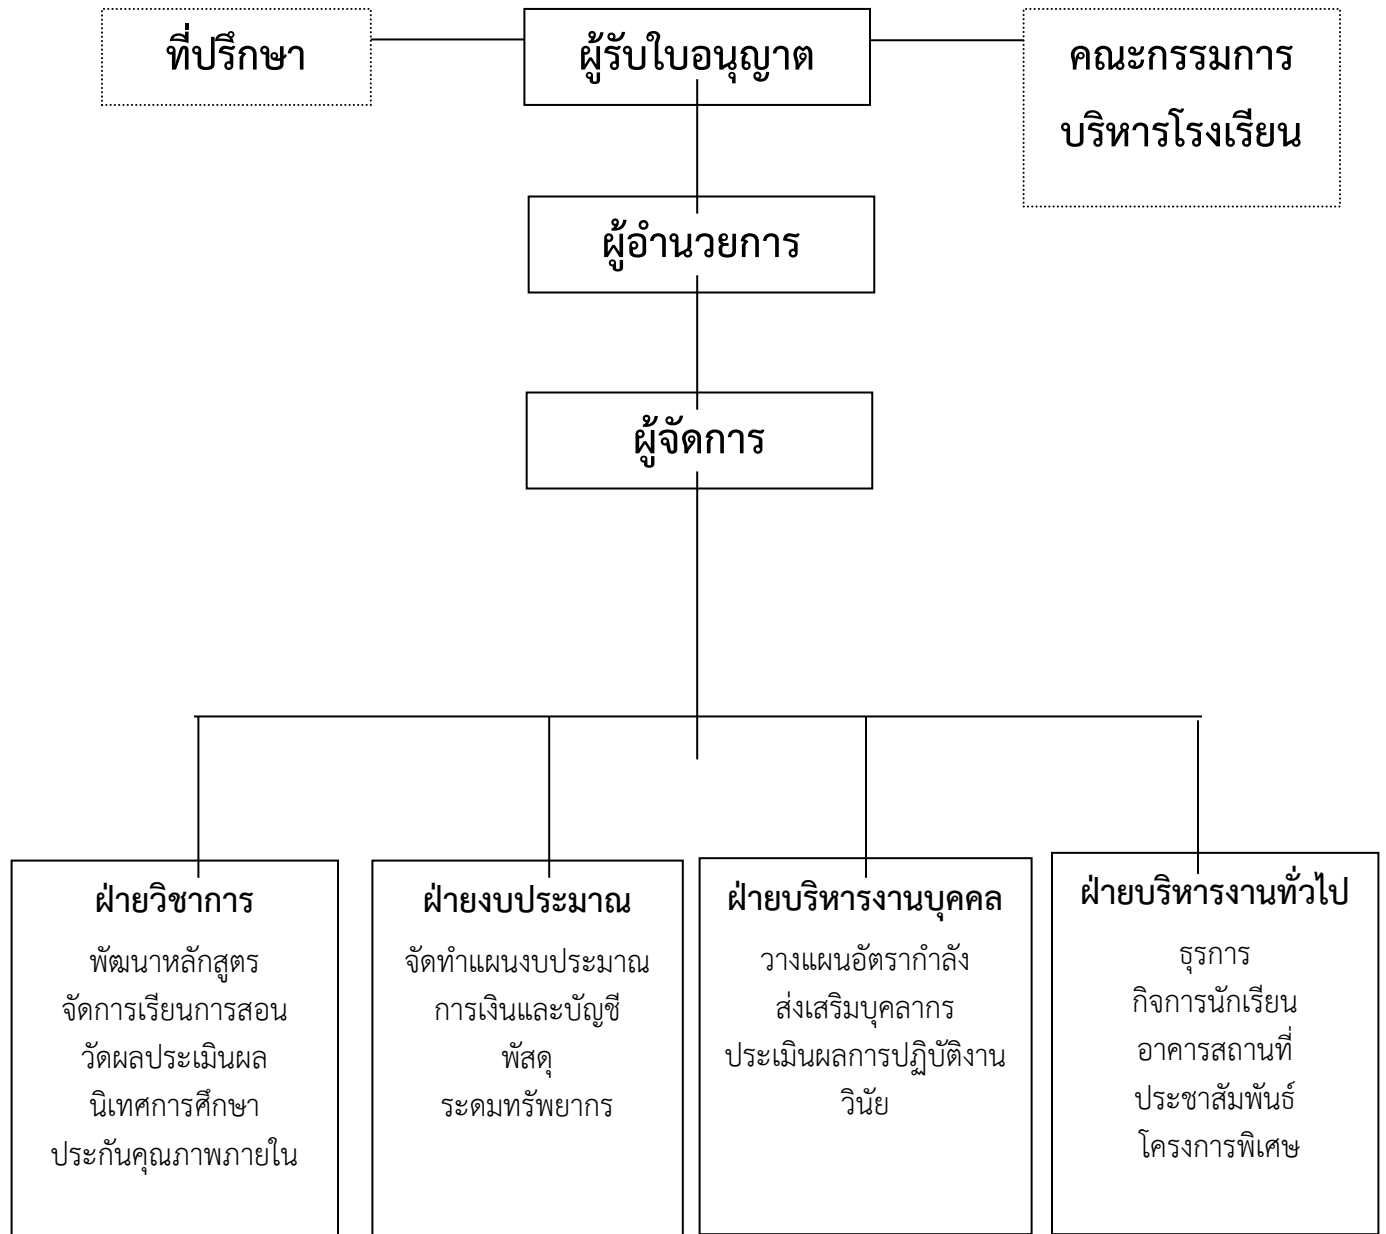 ที่ปรึกษา
ผู้รับใบอนุญาต
คณะกรรมการ
บริหารโรงเรียน
ผู้อำนวยการ
ผู้จัดการ
ฝ่ายวิชาการ
พัฒนาหลักสูตร
จัดการเรียนการสอน
วัดผลประเมินผล
นิเทศการศึกษา
ประกันคุณภาพภายใน
ฝ่ายงบประมาณ
จัดทำแผนงบประมาณ
การเงินและบัญชี
พัสดุ
ระดมทรัพยากร
ฝ่ายบริหารงานบุคคล
วางแผนอัตรากำลัง
ส่งเสริมบุคลากร
ประเมินผลการปฏิบัติงาน
วินัย
ฝ่ายบริหารงานทั่วไป
ธุรการ
กิจการนักเรียน
อาคารสถานที่
ประชาสัมพันธ์
โครงการพิเศษ